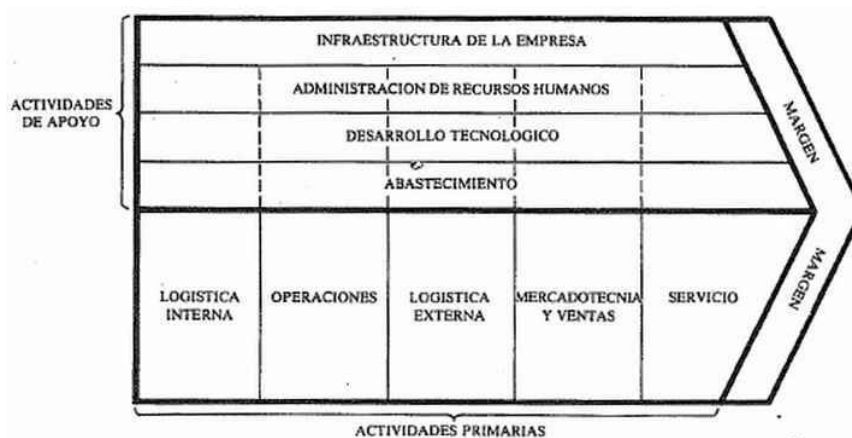 INFRAESTRUCTURA DE LA EMPRESA
ADMINISTRACION DE RECURSOS HUMANOS
ACTIVIDADES
DE APOYO
DESARROLLO TECNOLOGICO
ABASTECIMIENTO
MARGEN
LOGISTICA
INTERNA
OPERACIONES
LOGISTICA
EXTERNA
MERCADOTECNIA
Y VENTAS
SERVICIO
MARGEN
ACTIVIDADES PRIMARIAS